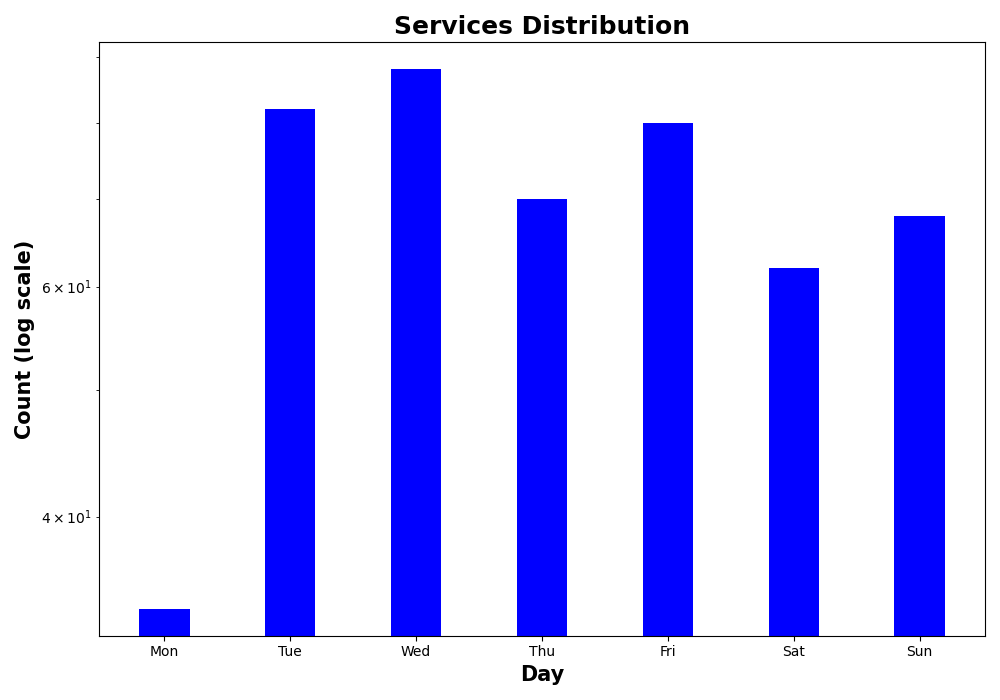 Services Distribution
Count (log scale)
6 × 10¹
4 × 10¹
Mon Tue Wed Thu Fri Sat Sun
Day